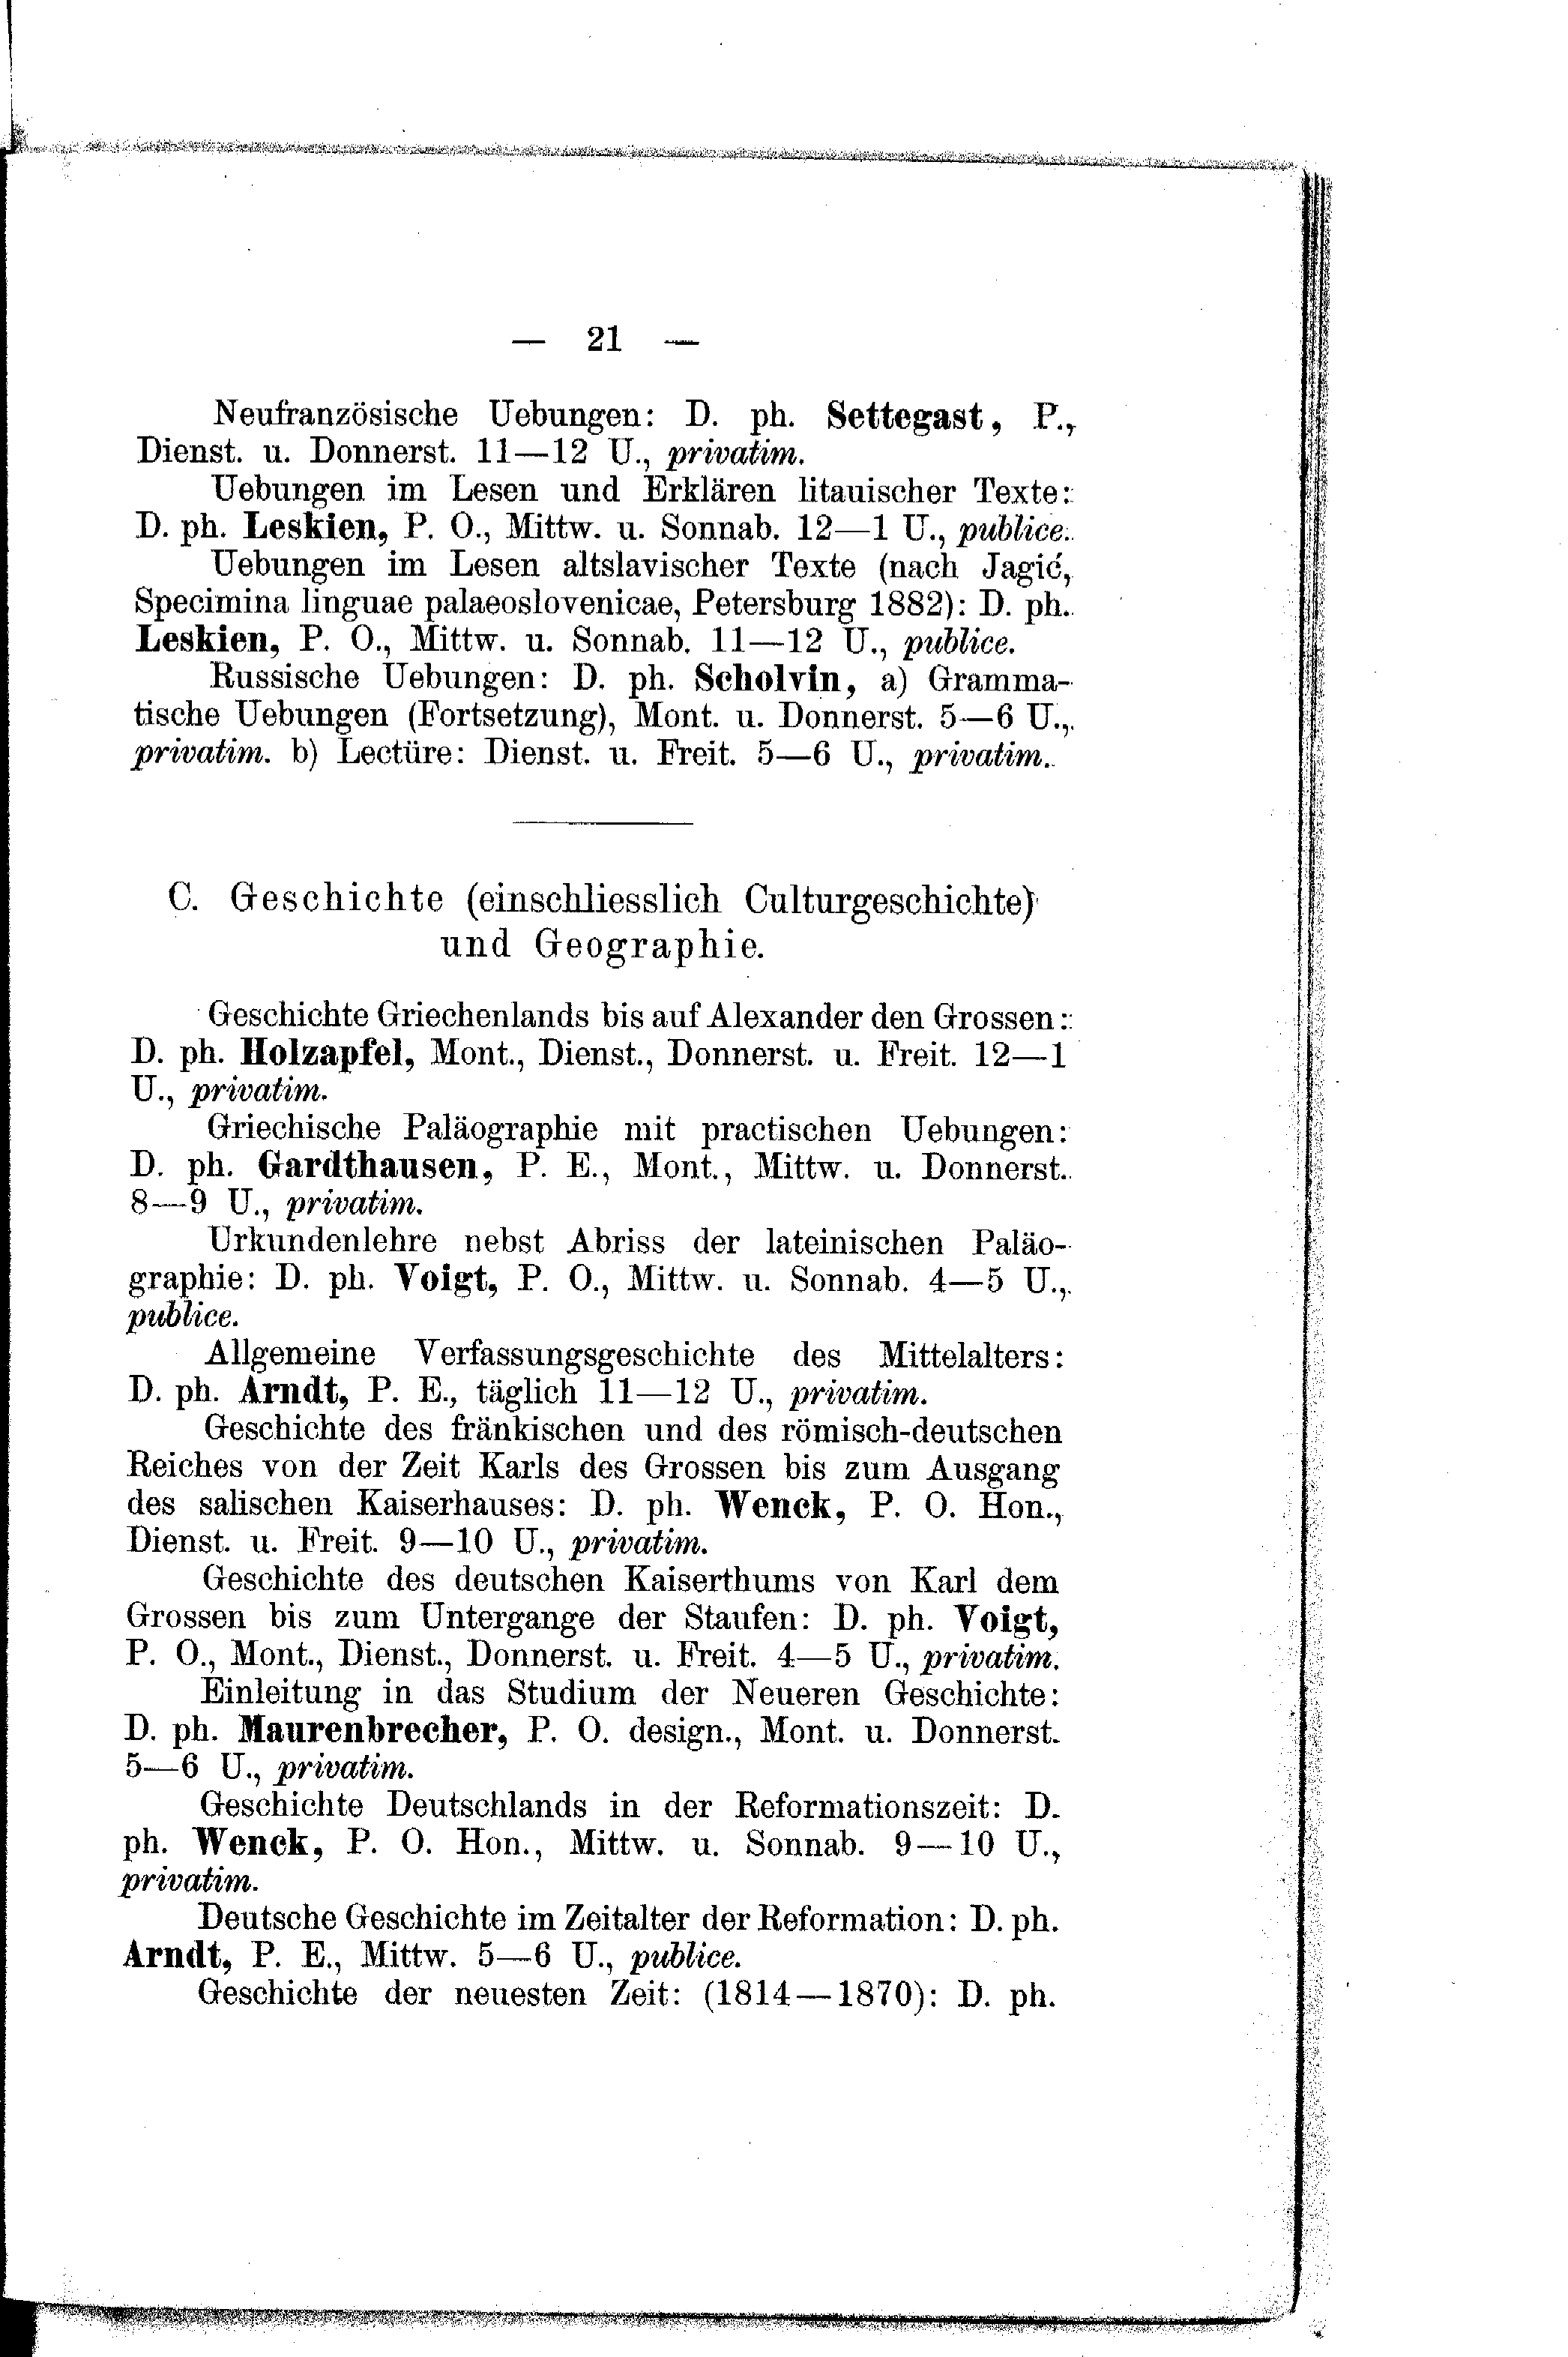 — 21 —
Neufranzösische Uebungen: D. ph. Settegast, P.,
Dienst. u. Donnerst. 11—12 U., privatim.
Uebungen im Lesen und Erklären litauischer Texte:
D. ph. Leskien, P. O., Mittw. u. Sonnab. 12—1 U., publice.
Uebungen im Lesen altslavischer Texte (nach Jagić,
Specimina linguae palaeoslovenicae, Petersburg 1882): D. ph.
Leskien, P. O., Mittw. u. Sonnab. 11—12 U., publice.
Russische Uebungen: D. ph. Scholvin, a) Gramma-
tische Uebungen (Fortsetzung), Mont. u. Donnerst. 5—6 U.,
privatim. b) Lectüre: Dienst. u. Freit. 5—6 U., privatim.
C. Geschichte (einschliesslich Culturgeschichte)
und Geographie.
Geschichte Griechenlands bis auf Alexander den Grossen:
D. ph. Holzapfel, Mont., Dienst., Donnerst. u. Freit. 12—1
U., privatim.
Griechische Paläographie mit practischen Uebungen:
D. ph. Gardthausen, P. E., Mont., Mittw. u. Donnerst.
8—9 U., privatim.
Urkundenlehre nebst Abriss der lateinischen Paläo-
graphie: D. ph. Voigt, P. O., Mittw. u. Sonnab. 4—5 U.,
publice.
Allgemeine Verfassungsgeschichte des Mittelalters:
D. ph. Arndt, P. E., täglich 11—12 U., privatim.
Geschichte des fränkischen und des römisch-deutschen
Reiches von der Zeit Karls des Grossen bis zum Ausgang
des salischen Kaiserhauses: D. ph. Wenck, P. O. Hon.,
Dienst. u. Freit. 9—10 U., privatim.
Geschichte des deutschen Kaiserthums von Karl dem
Grossen bis zum Untergange der Staufen: D. ph. Voigt,
P. O., Mont., Dienst., Donnerst. u. Freit. 4—5 U., privatim.
Einleitung in das Studium der Neueren Geschichte:
D. ph. Maurenbrecher, P. O. design., Mont. u. Donnerst.
5—6 U., privatim.
Geschichte Deutschlands in der Reformationszeit: D.
ph. Wenck, P. O. Hon., Mittw. u. Sonnab. 9—10 U.,
privatim.
Deutsche Geschichte im Zeitalter der Reformation: D. ph.
Arndt, P. E., Mittw. 5—6 U., publice.
Geschichte der neuesten Zeit: (1814—1870): D. ph.